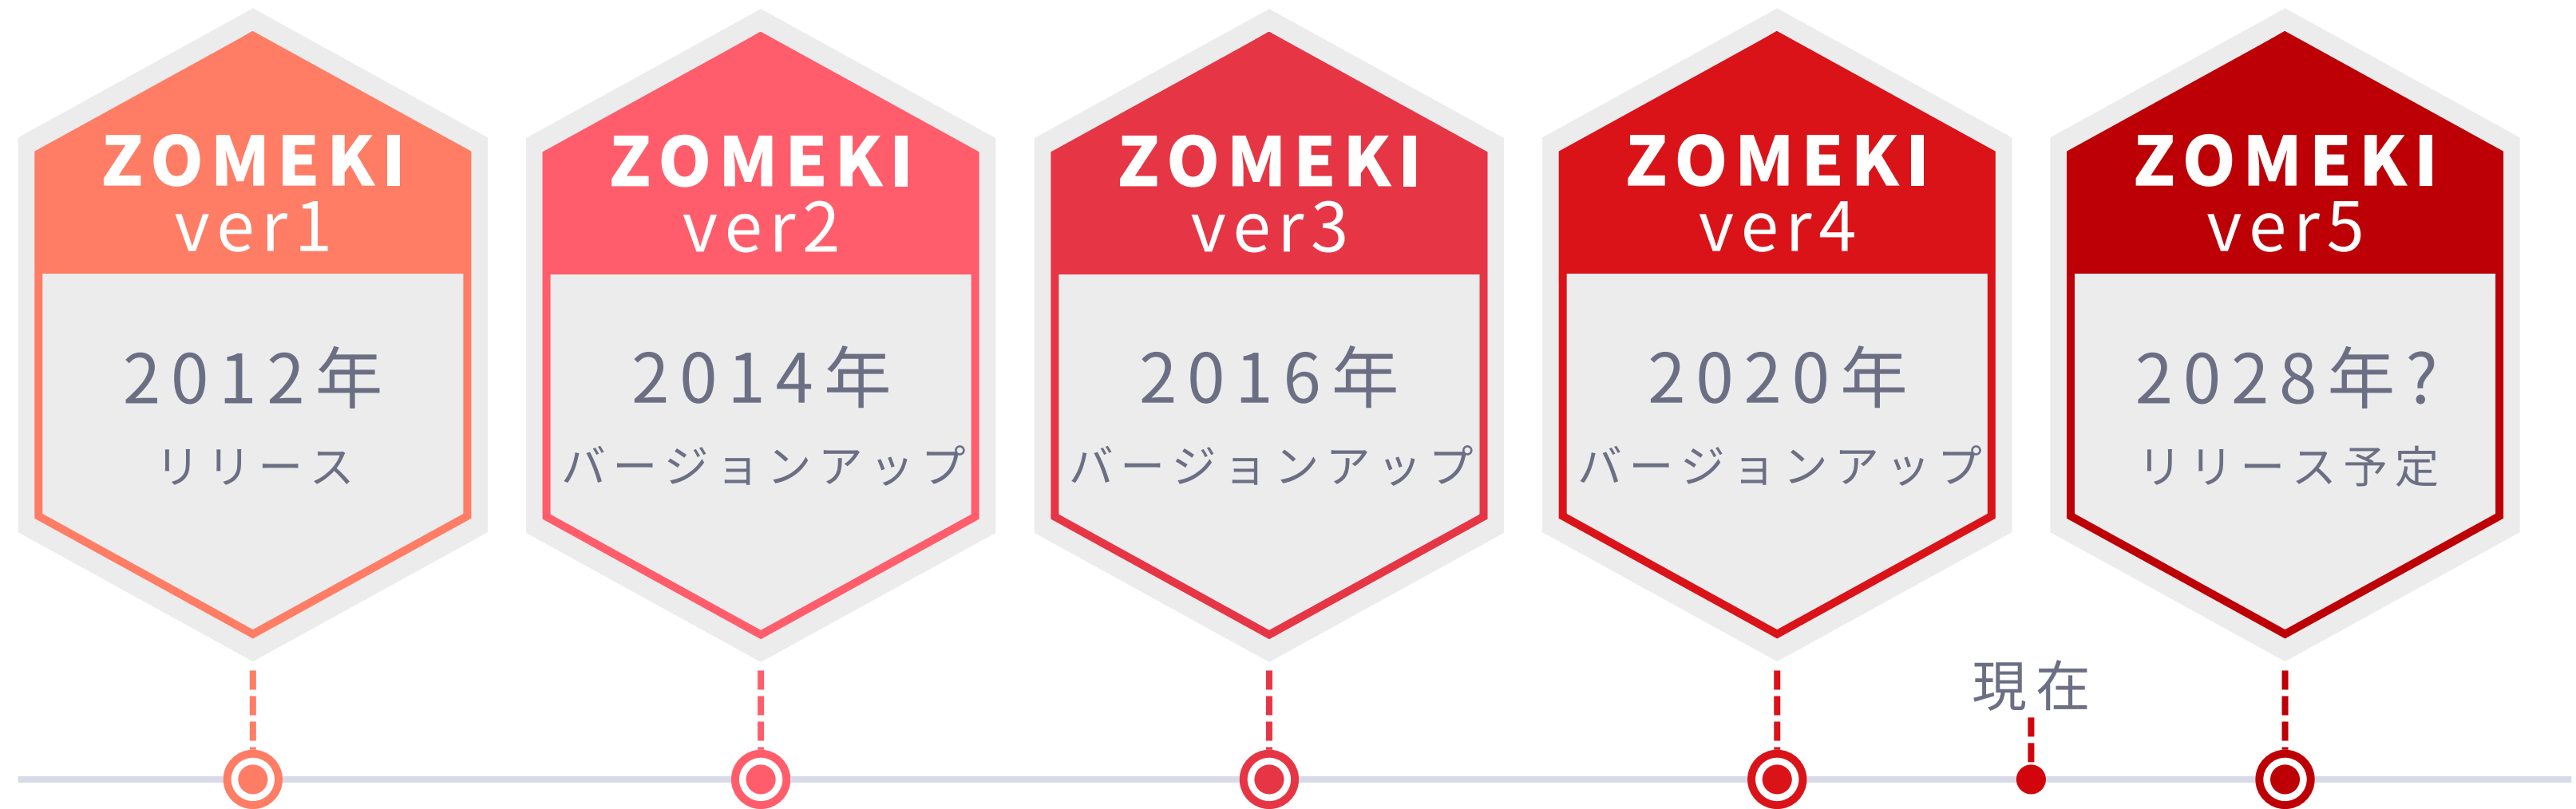 ZOMEKI
ver1
2012年
リリース
ZOMEKI
ver2
2014年
バージョンアップ
ZOMEKI
ver3
2016年
バージョンアップ
ZOMEKI
ver4
2020年
バージョンアップ
ZOMEKI
ver5
2028年?
リリース予定
現在